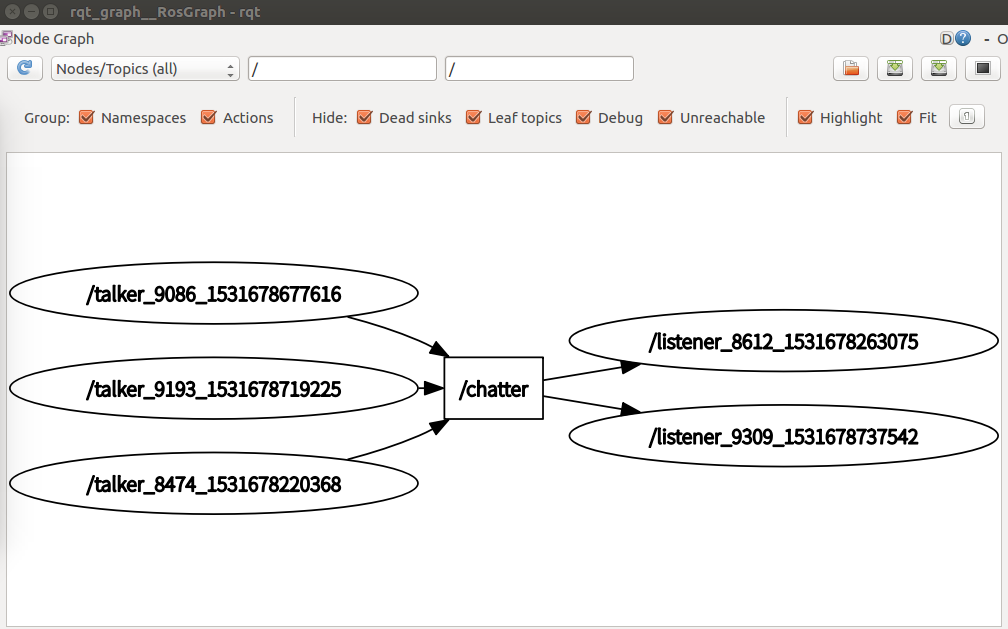 rqt_graph__RosGraph - rqt
Node Graph
D ? - O
Nodes/Topics (all) / /
Group: Namespaces Actions Hide: Dead sinks Leaf topics Debug Unreachable Highlight Fit
/talker_9086_1531678677616
/listener_8612_1531678263075
/talker_9193_1531678719225
/chatter
/listener_9309_1531678737542
/talker_8474_1531678220368